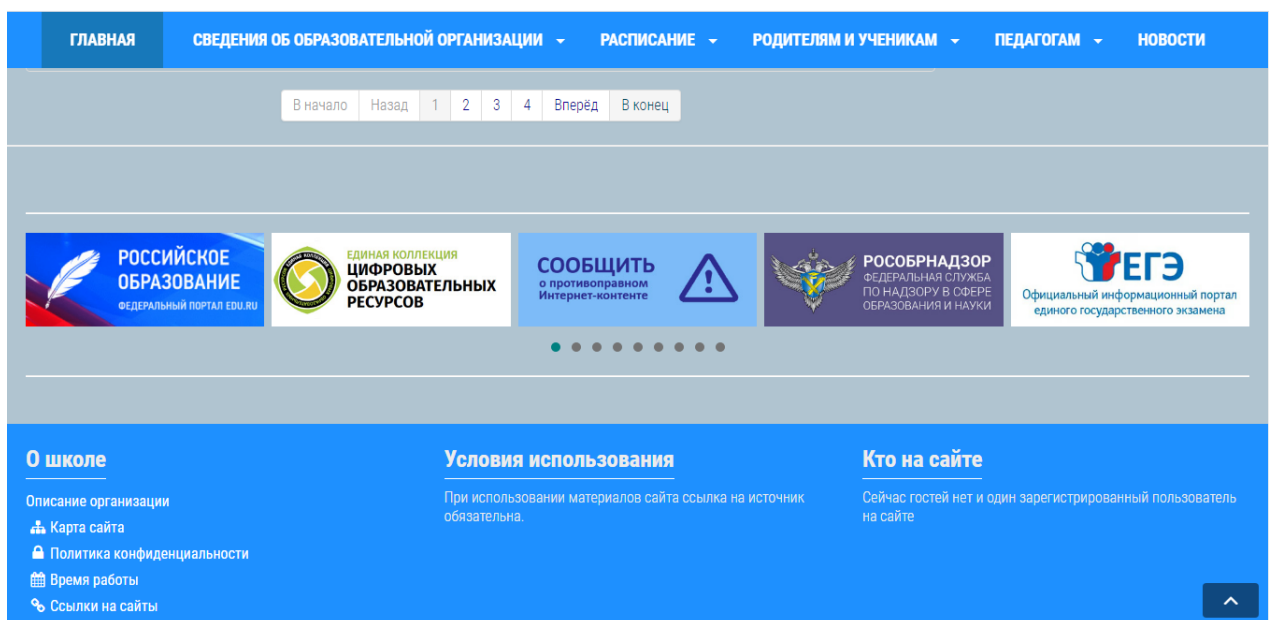 ГЛАВНАЯ СВЕДЕНИЯ ОБ ОБРАЗОВАТЕЛЬНОЙ ОРГАНИЗАЦИИ РАСПИСАНИЕ РОДИТЕЛЯМ И УЧЕНИКАМ ПЕДАГОГАМ НОВОСТИ
В начало Назад 1 2 3 4 Вперёд В конец
РОССИЙСКОЕ
ОБРАЗОВАНИЕ
ФЕДЕРАЛЬНЫЙ ПОРТАЛ EDU.RU
ЕДИНАЯ КОЛЛЕКЦИЯ
ЦИФРОВЫХ
ОБРАЗОВАТЕЛЬНЫХ
РЕСУРСОВ
СООБЩИТЬ
о противоправном
Интернет-контенте
РОСОБРНАДЗОР
ФЕДЕРАЛЬНАЯ СЛУЖБА
ПО НАДЗОРУ В СФЕРЕ
ОБРАЗОВАНИЯ И НАУКИ
ЕГЭ
Официальный информационный портал
единого государственного экзамена
О школе
Описание организации
Карта сайта
Политика конфиденциальности
Время работы
Ссылки на сайты
Условия использования
При использовании материалов сайта ссылка на источник
обязательна.
Кто на сайте
Сейчас гостей нет и один зарегистрированный пользователь
на сайте